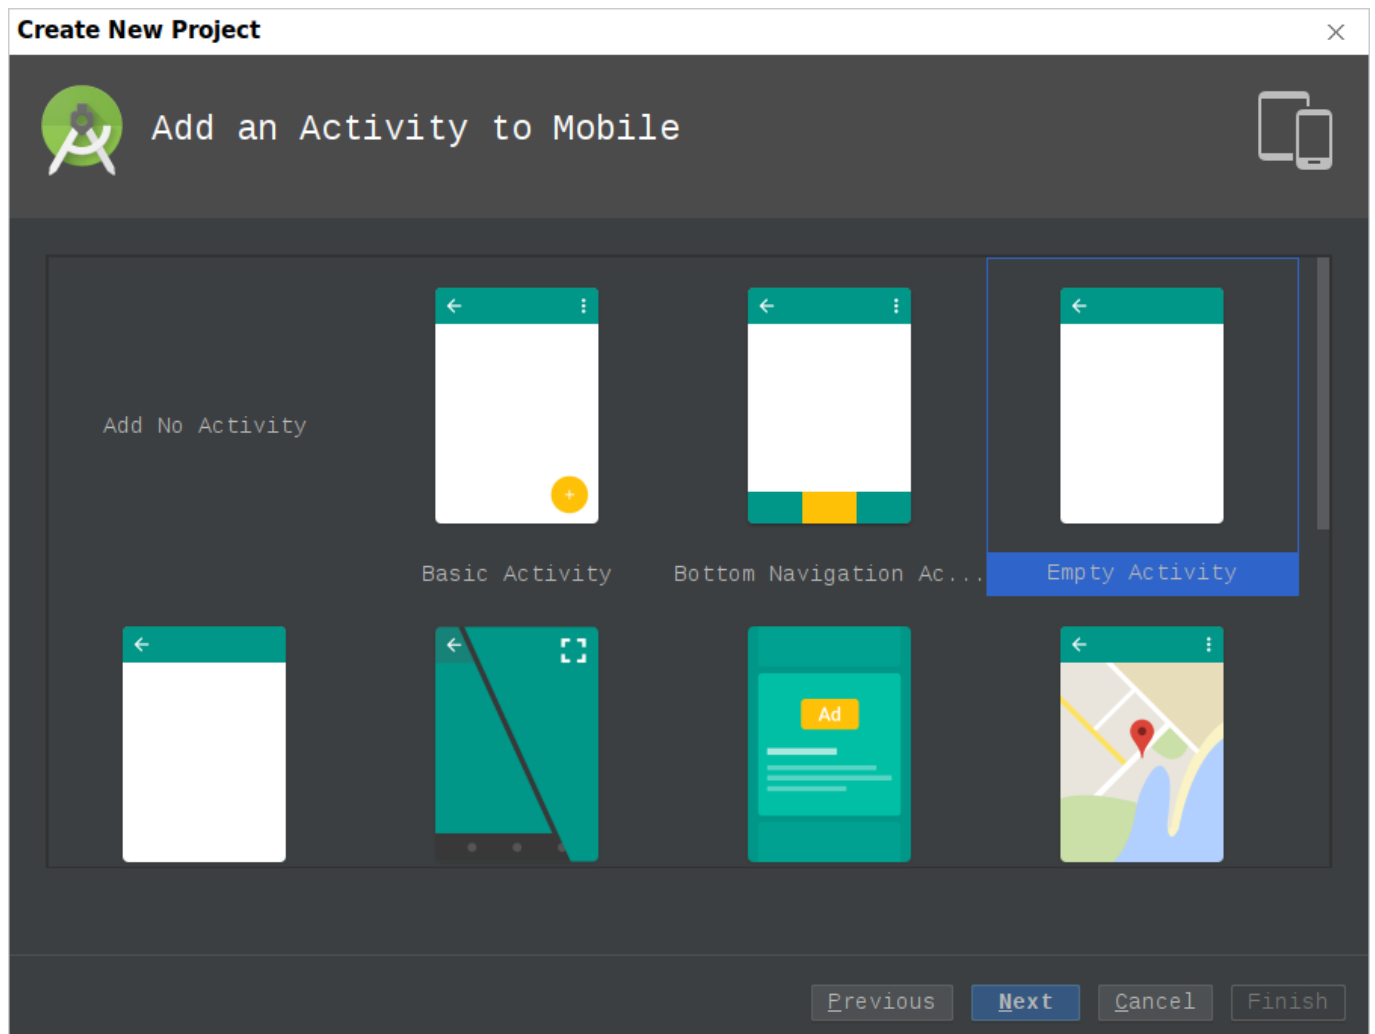 Create New Project
Add an Activity to Mobile
Add No Activity
Basic Activity
Bottom Navigation Ac...
Empty Activity
Ad
Previous
Next
Cancel
Finish